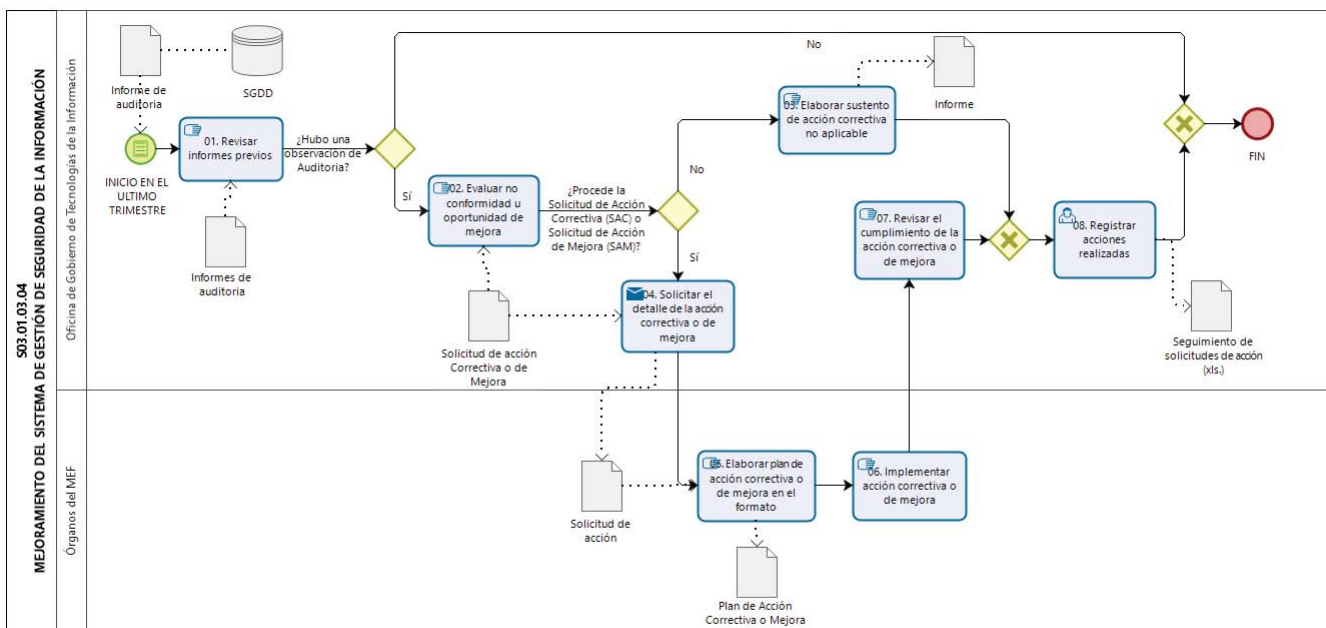 S03.01.03.04
MEJORAMIENTO DEL SISTEMA DE GESTIÓN DE SEGURIDAD DE LA INFORMACIÓN
Oficina de Gobierno de Tecnologías de la Información
Informe de
auditoria
SGDD
INICIO EN EL
ULTIMO
TRIMESTRE
01. Revisar
informes previos
Informes de
auditoria
¿Hubo una
observación de
Auditoria?
No
Sí
02. Evaluar no
conformidad u
oportunidad de
mejora
Solicitud de acción
Correctiva o de
Mejora
¿Procede la
Solicitud de Acción
Correctiva (SAC) o
Solicitud de Acción
de Mejora (SAM)?
No
Sí
03. Elaborar sustento
de acción correctiva
no aplicable
Informe
04. Solicitar el
detalle de la acción
correctiva o de
mejora
07. Revisar el
cumplimiento de la
acción correctiva o
de mejora
08. Registrar
acciones
realizadas
Seguimiento de
solicitudes de acción
(xls.)
FIN
Órganos del MEF
Solicitud de
acción
05. Elaborar plan de
acción correctiva o
de mejora en el
formato
Plan de Acción
Correctiva o Mejora
06. Implementar
acción correctiva o
de mejora